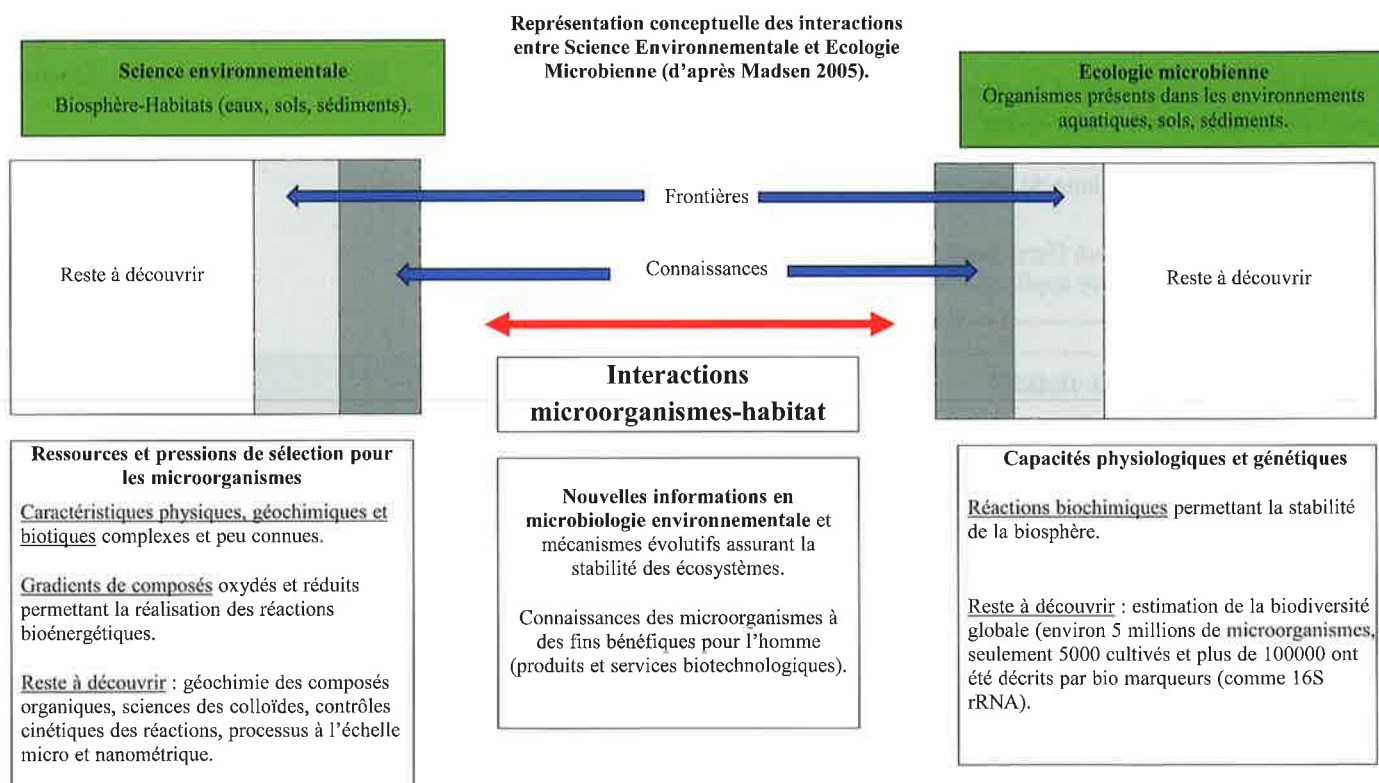 Représentation conceptuelle des interactions
entre Science Environnementale et Ecologie
Microbienne (d'après Madsen 2005).
Science environnementale
Biosphère-Habitats (eaux, sols, sédiments).
Ecologie microbienne
Organismes présents dans les environnements
aquatiques, sols, sédiments.
Frontières
Reste à découvrir
Connaissances
Reste à découvrir
Interactions
microorganismes-habitat
Ressources et pressions de sélection pour
les microorganismes
Caractéristiques physiques, géochimiques et
biotiques complexes et peu connues.
Gradients de composés oxydés et réduits
permettant la réalisation des réactions
bioénergétiques.
Reste à découvrir : géochimie des composés
organiques, sciences des colloïdes, contrôles
cinétiques des réactions, processus à l'échelle
micro et nanométrique.
Nouvelles informations en
microbiologie environnementale et
mécanismes évolutifs assurant la
stabilité des écosystèmes.
Connaissances des microorganismes à
des fins bénéfiques pour l'homme
(produits et services biotechnologiques).
Capacités physiologiques et génétiques
Réactions biochimiques permettant la stabilité
de la biosphère.
Reste à découvrir : estimation de la biodiversité
globale (environ 5 millions de microorganismes,
seulement 5000 cultivés et plus de 100000 ont
été décrits par bio marqueurs (comme 16S
rRNA).